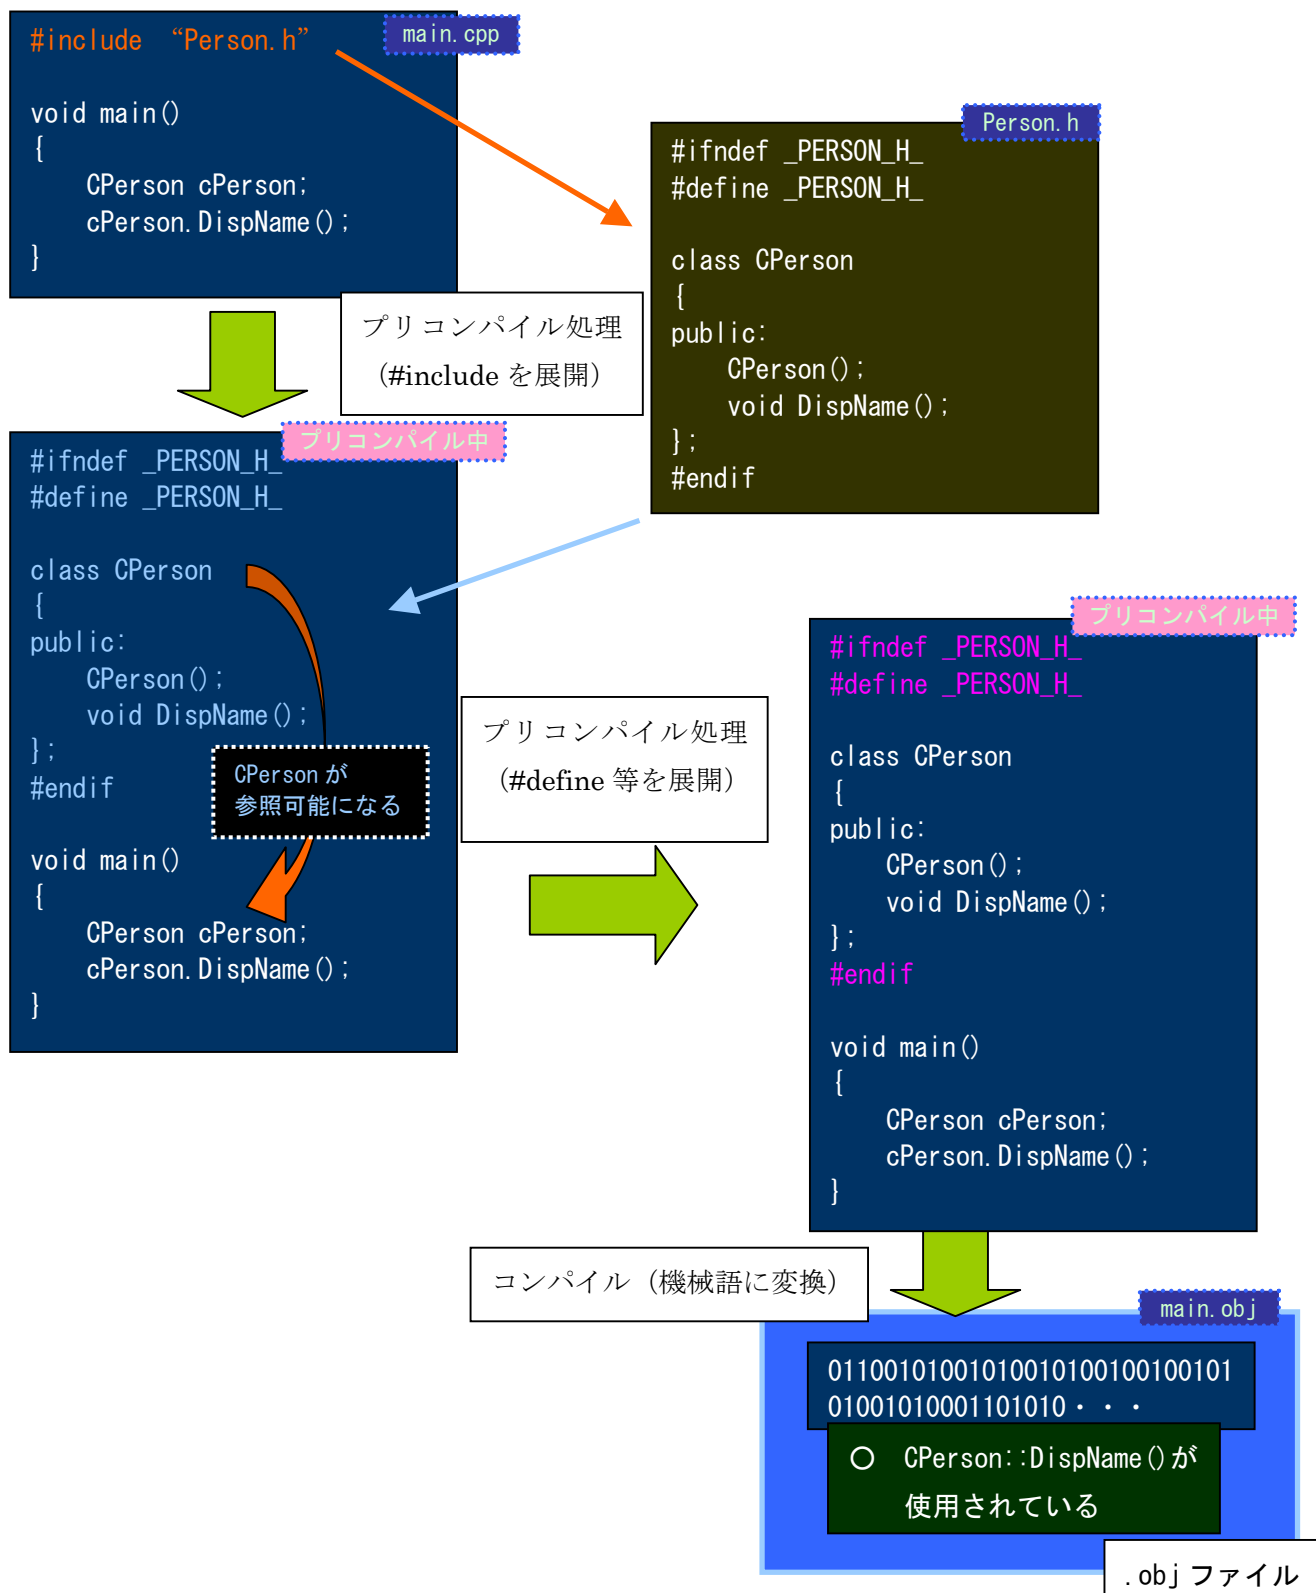 #include “Person.h”
main.cpp
void main()
{
CPerson cPerson;
cPerson.DispName();
}
Person.h
#ifndef _PERSON_H_
#define _PERSON_H_
class CPerson
{
public:
CPerson();
void DispName();
};
#endif
プリコンパイル処理
(#include を展開)
プリコンパイル中
#ifndef _PERSON_H_
#define _PERSON_H_
class CPerson
{
public:
CPerson();
void DispName();
};
#endif
CPerson が
参照可能になる
void main()
{
CPerson cPerson;
cPerson.DispName();
}
プリコンパイル処理
(#define 等を展開)
プリコンパイル中
#ifndef _PERSON_H_
#define _PERSON_H_
class CPerson
{
public:
CPerson();
void DispName();
};
#endif
void main()
{
CPerson cPerson;
cPerson.DispName();
}
コンパイル（機械語に変換）
main.obj
01100101001010010100100100101
01001010001101010・・・
○ CPerson::DispName()が
使用されている
.obj ファイル